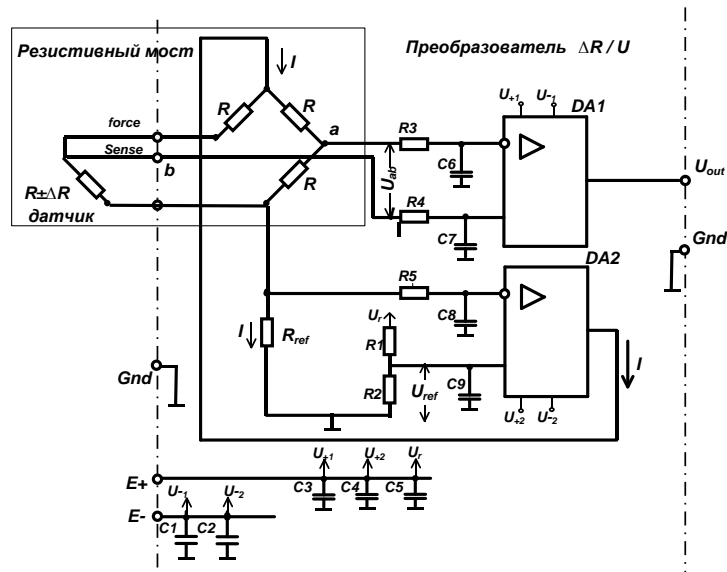 Резистивный мост
Преобразователь ΔR / U
I
U+1
U-1
DA1
R
R
a
R3
force
C6
Sense
b
R
Uab
Uout
R±ΔR
датчик
R4
C7
Gnd
DA2
R5
Ur
C8
I
Rref
R1
Gnd
R2
Uref
C9
I
U+2
U-2
U+1
U+2
Ur
E+
U-1
U-2
C3
C4
C5
E-
C1
C2